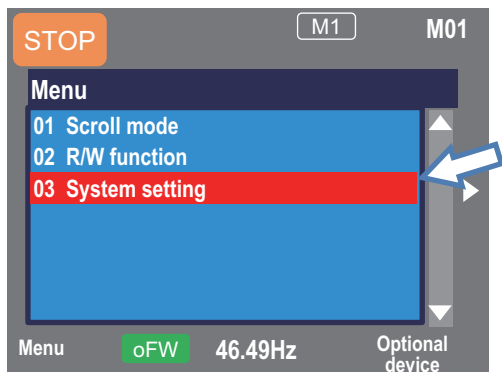 STOP M1 M01
Menu
01 Scroll mode
02 R/W function
03 System setting
Menu oFW 46.49Hz Optional
device